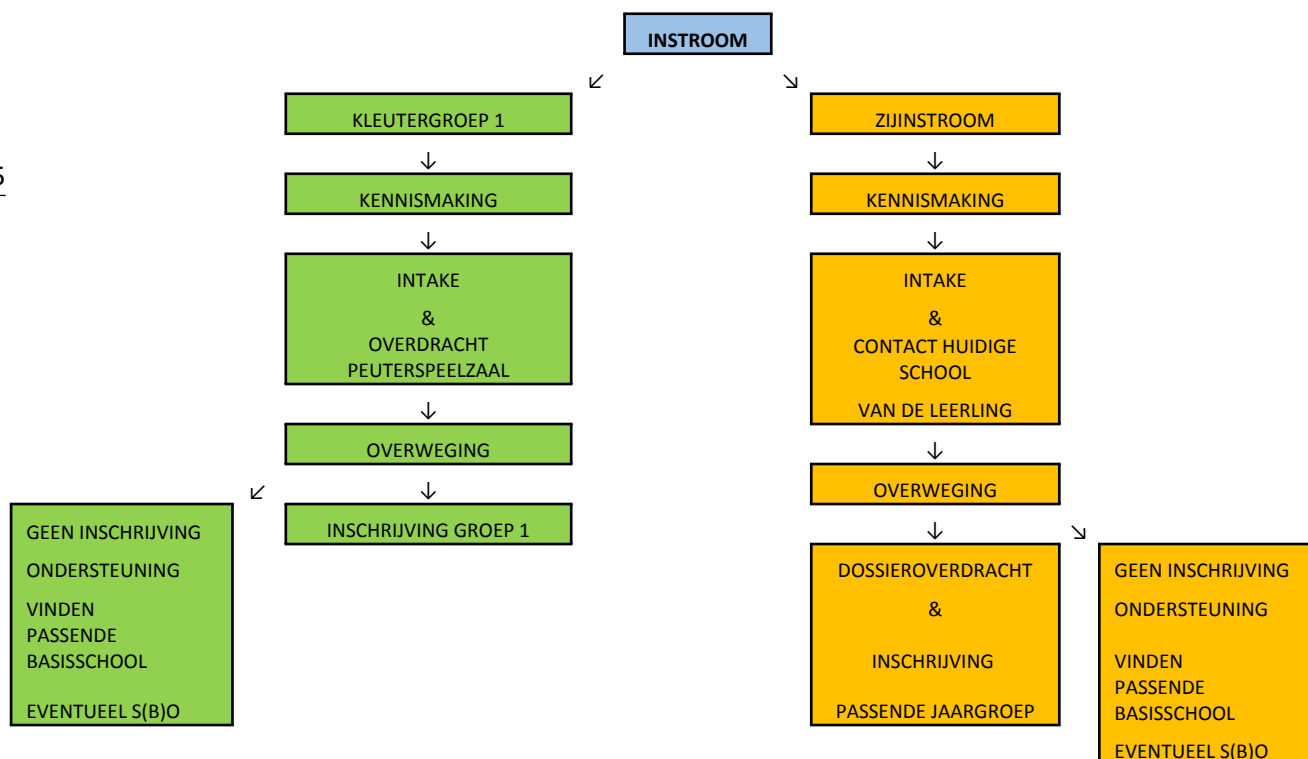 INSTROOM
↙ ↘
KLEUTERGROEP 1
↓
KENNISMAKING
↓
INTAKE
&
OVERDRACHT
PEUTERSPEELZAAL
↓
OVERWEGING
↙ ↓
GEEN INSCHRIJVING
ONDERSTEUNING
VINDEN
PASSENDE
BASISSCHOOL
EVENTUEEL S(B)O
INSCHRIJVING GROEP 1
ZIJINSTROOM
↓
KENNISMAKING
↓
INTAKE
&
CONTACT HUIDIGE
SCHOOL
VAN DE LEERLING
↓
OVERWEGING
↓ ↘
DOSSIEROVERDRACHT
&
INSCHRIJVING
PASSENDE JAARGROEP
GEEN INSCHRIJVING
ONDERSTEUNING
VINDEN
PASSENDE
BASISSCHOOL
EVENTUEEL S(B)O